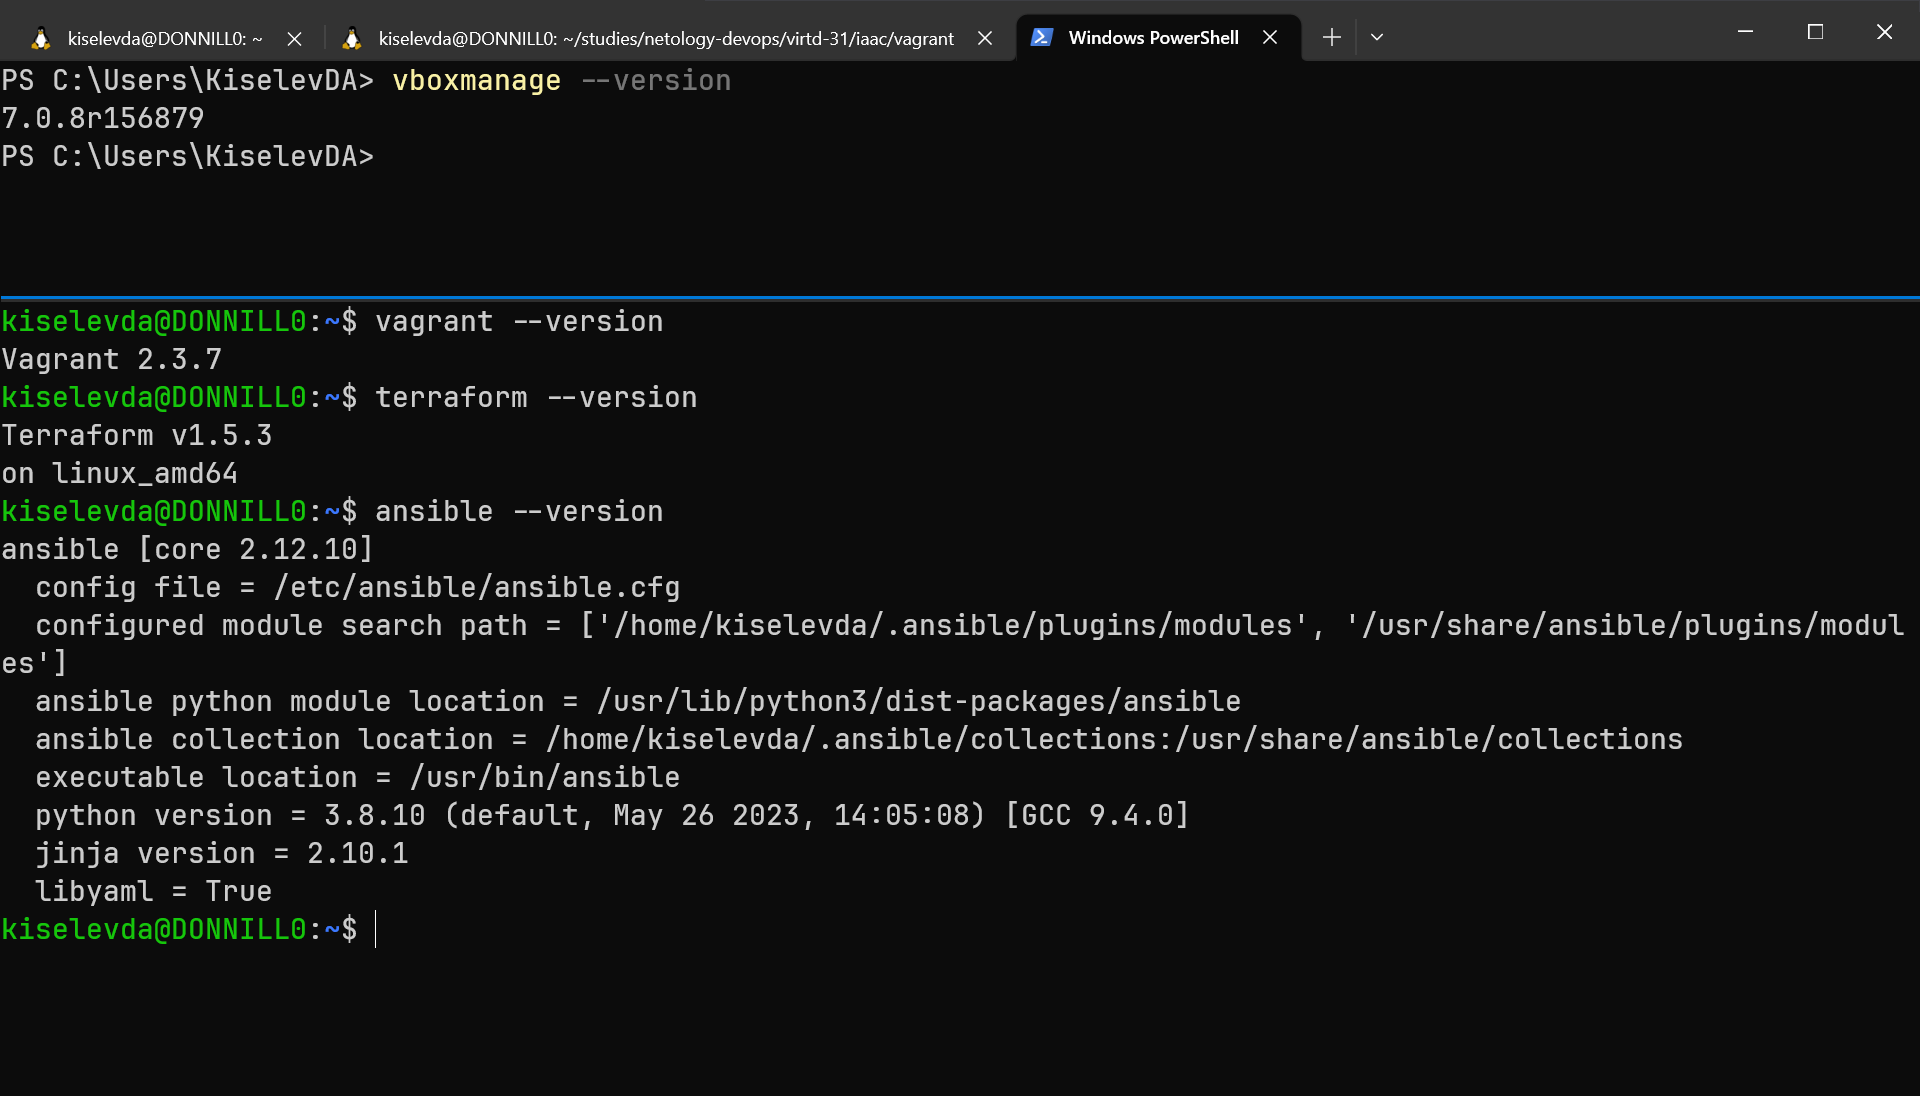 kiselevda@DONNILL0: ~
kiselevda@DONNILL0: ~/studies/netology-devops/virtd-31/iaac/vagrant
Windows PowerShell
PS C:\Users\KiselevDA> vboxmanage --version
7.0.8r156879
PS C:\Users\KiselevDA>
kiselevda@DONNILL0:~$ vagrant --version
Vagrant 2.3.7
kiselevda@DONNILL0:~$ terraform --version
Terraform v1.5.3
on linux_amd64
kiselevda@DONNILL0:~$ ansible --version
ansible [core 2.12.10]
  config file = /etc/ansible/ansible.cfg
  configured module search path = ['/home/kiselevda/.ansible/plugins/modules', '/usr/share/ansible/plugins/modul
es']
  ansible python module location = /usr/lib/python3/dist-packages/ansible
  ansible collection location = /home/kiselevda/.ansible/collections:/usr/share/ansible/collections
  executable location = /usr/bin/ansible
  python version = 3.8.10 (default, May 26 2023, 14:05:08) [GCC 9.4.0]
  jinja version = 2.10.1
  libyaml = True
kiselevda@DONNILL0:~$